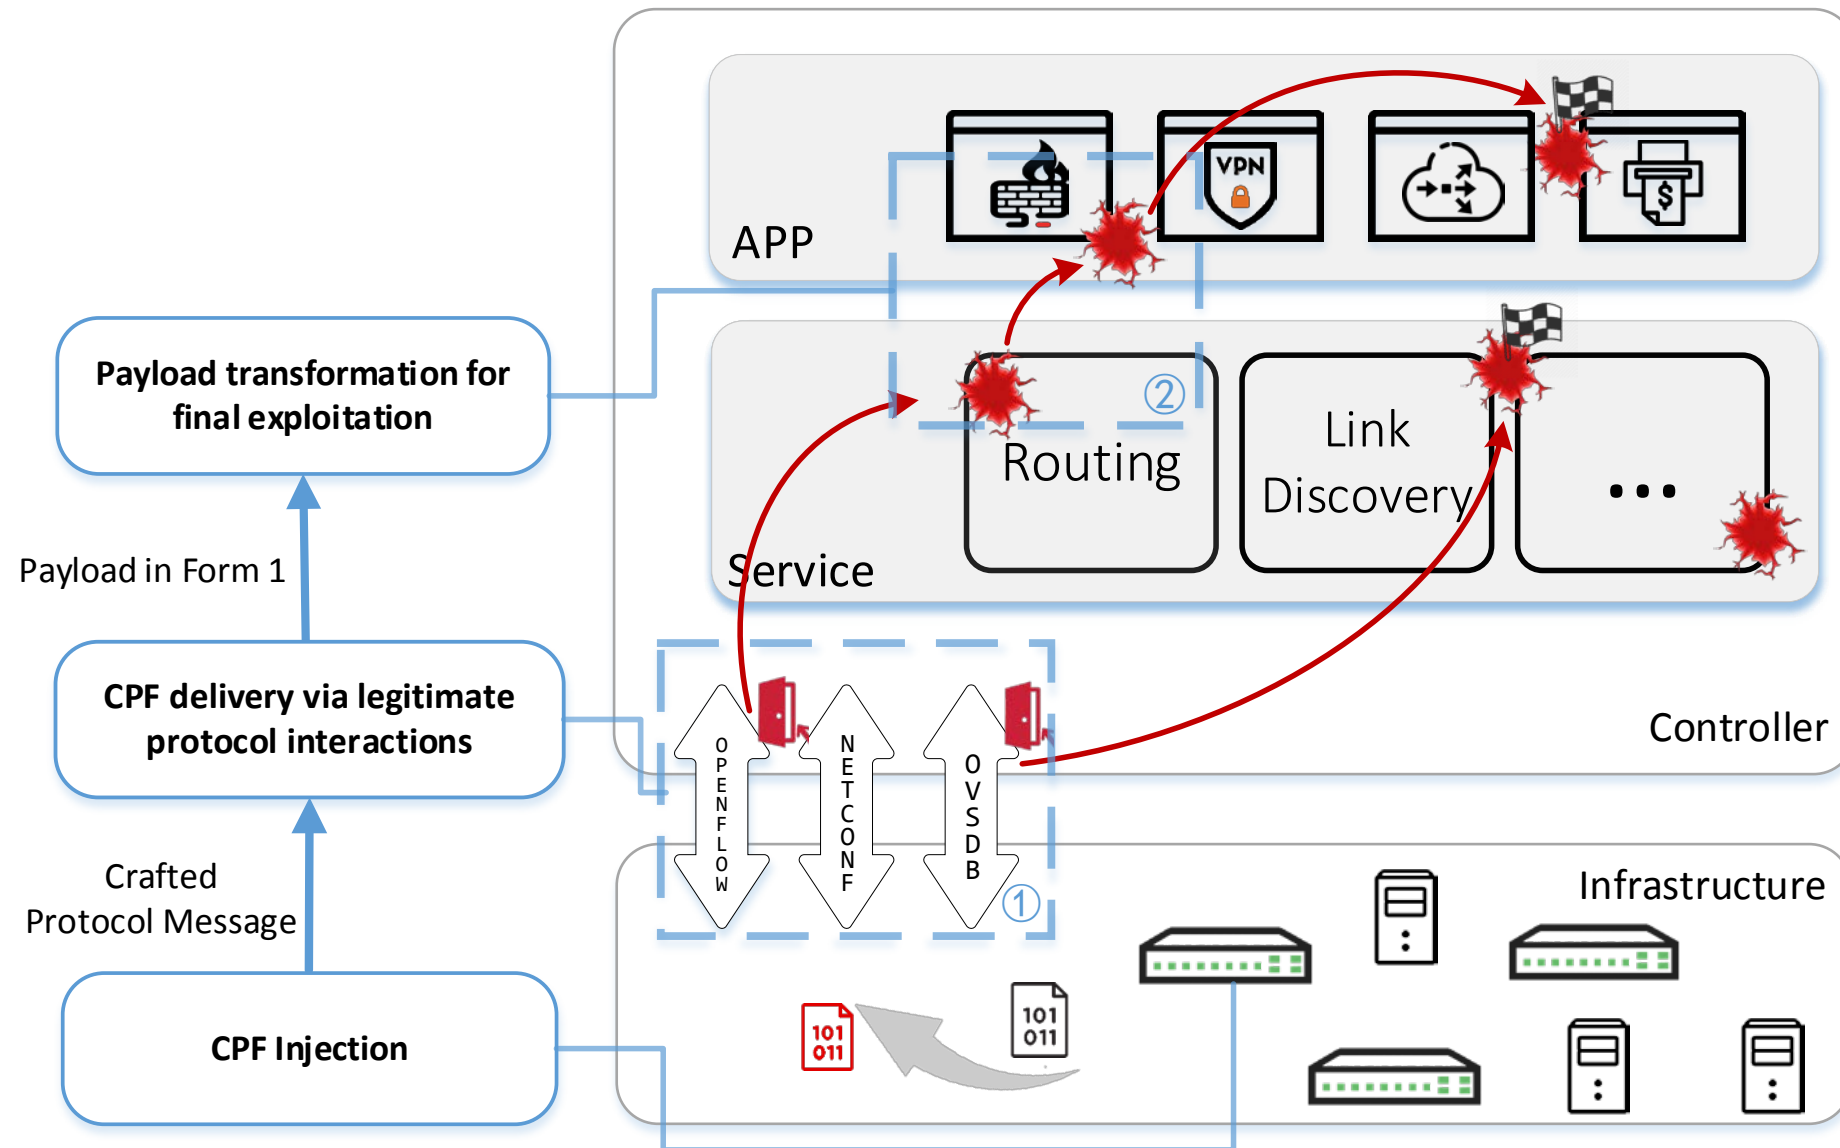 APP
VPN
$
Payload transformation for
final exploitation
②
Routing
Link
Discovery
...
Service
Payload in Form 1
CPF delivery via legitimate
protocol interactions
Controller
OPENFLOW
NETCONF
OVSDB
①
Crafted
Protocol Message
Infrastructure
CPF Injection
101
011
101
011